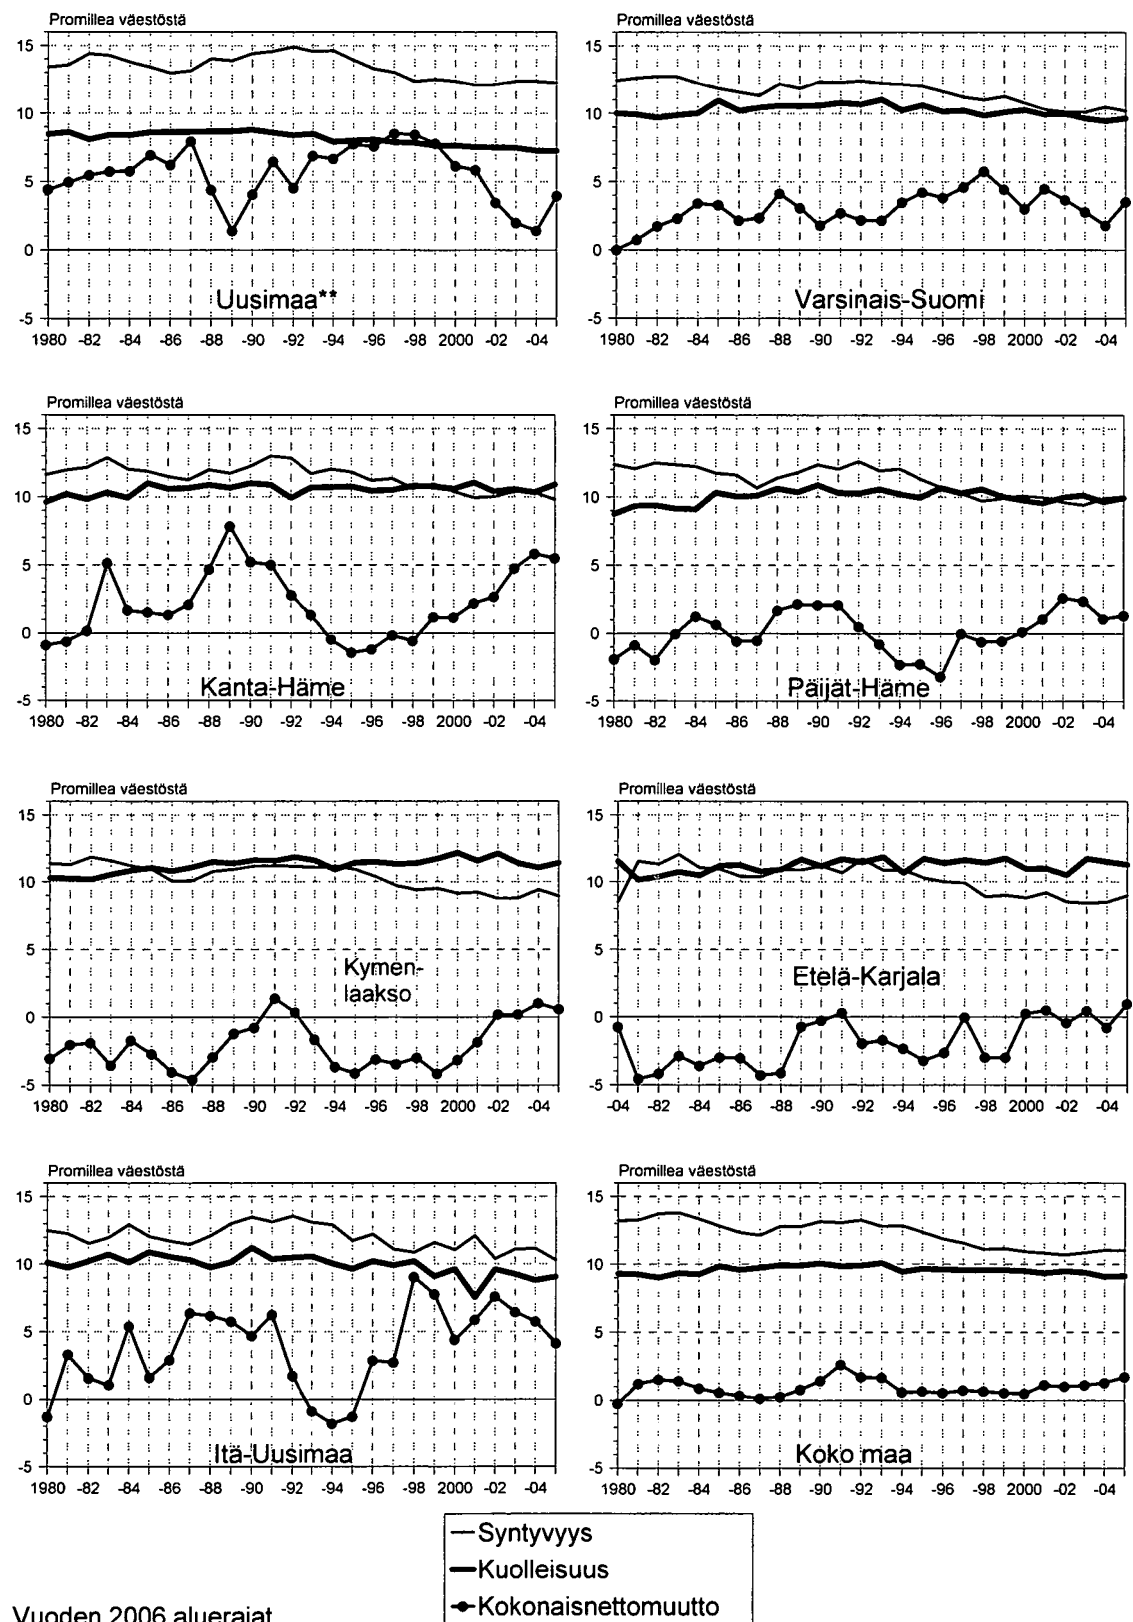 Promillea väestöstä
15
10
5
0
-5
Uusimaa**
1980 -82 -84 -86 -88 -90 -92 -94 -96 -98 2000 -02 -04
Promillea väestöstä
15
10
5
0
-5
Varsinais-Suomi
1980 -82 -84 -86 -88 -90 -92 -94 -96 -98 2000 -02 -04
Promillea väestöstä
15
10
5
0
-5
Kanta-Häme
1980 -82 -84 -86 -88 -90 -92 -94 -96 -98 2000 -02 -04
Promillea väestöstä
15
10
5
0
-5
Päijät-Häme
1980 -82 -84 -86 -88 -90 -92 -94 -96 -98 2000 -02 -04
Promillea väestöstä
15
10
5
0
-5
Kymen-
laakso
1980 -82 -84 -86 -88 -90 -92 -94 -96 -98 2000 -02 -04
Promillea väestöstä
15
10
5
0
-5
Etelä-Karjala
-04 -82 -84 -86 -88 -90 -92 -94 -96 -98 2000 -02 -04
Promillea väestöstä
15
10
5
0
-5
Itä-Uusimaa
1980 -82 -84 -86 -88 -90 -92 -94 -96 -98 2000 -02 -04
Promillea väestöstä
15
10
5
0
-5
Koko maa
1980 -82 -84 -86 -88 -90 -92 -94 -96 -98 2000 -02 -04
Syntyvyys
Kuolleisuus
Kokonaisnettomuutto
Vuoden 2006 aluerajat